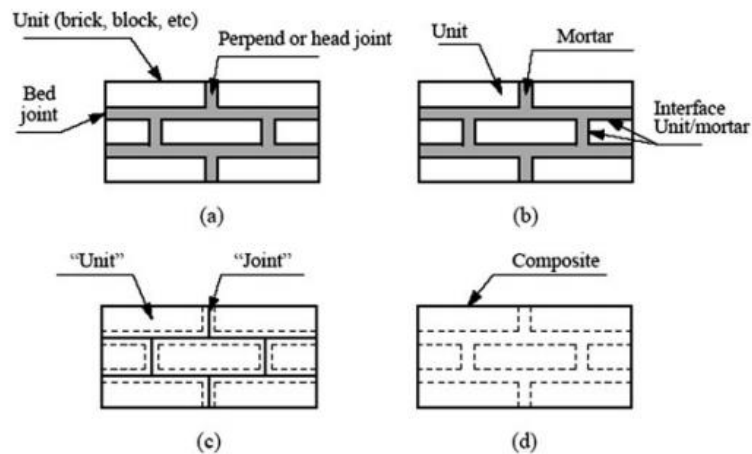 Unit (brick, block, etc)
Perpend or head joint
Bed
joint
(a)
Unit
Mortar
Interface
Unit/mortar
(b)
“Unit”
“Joint”
(c)
Composite
(d)